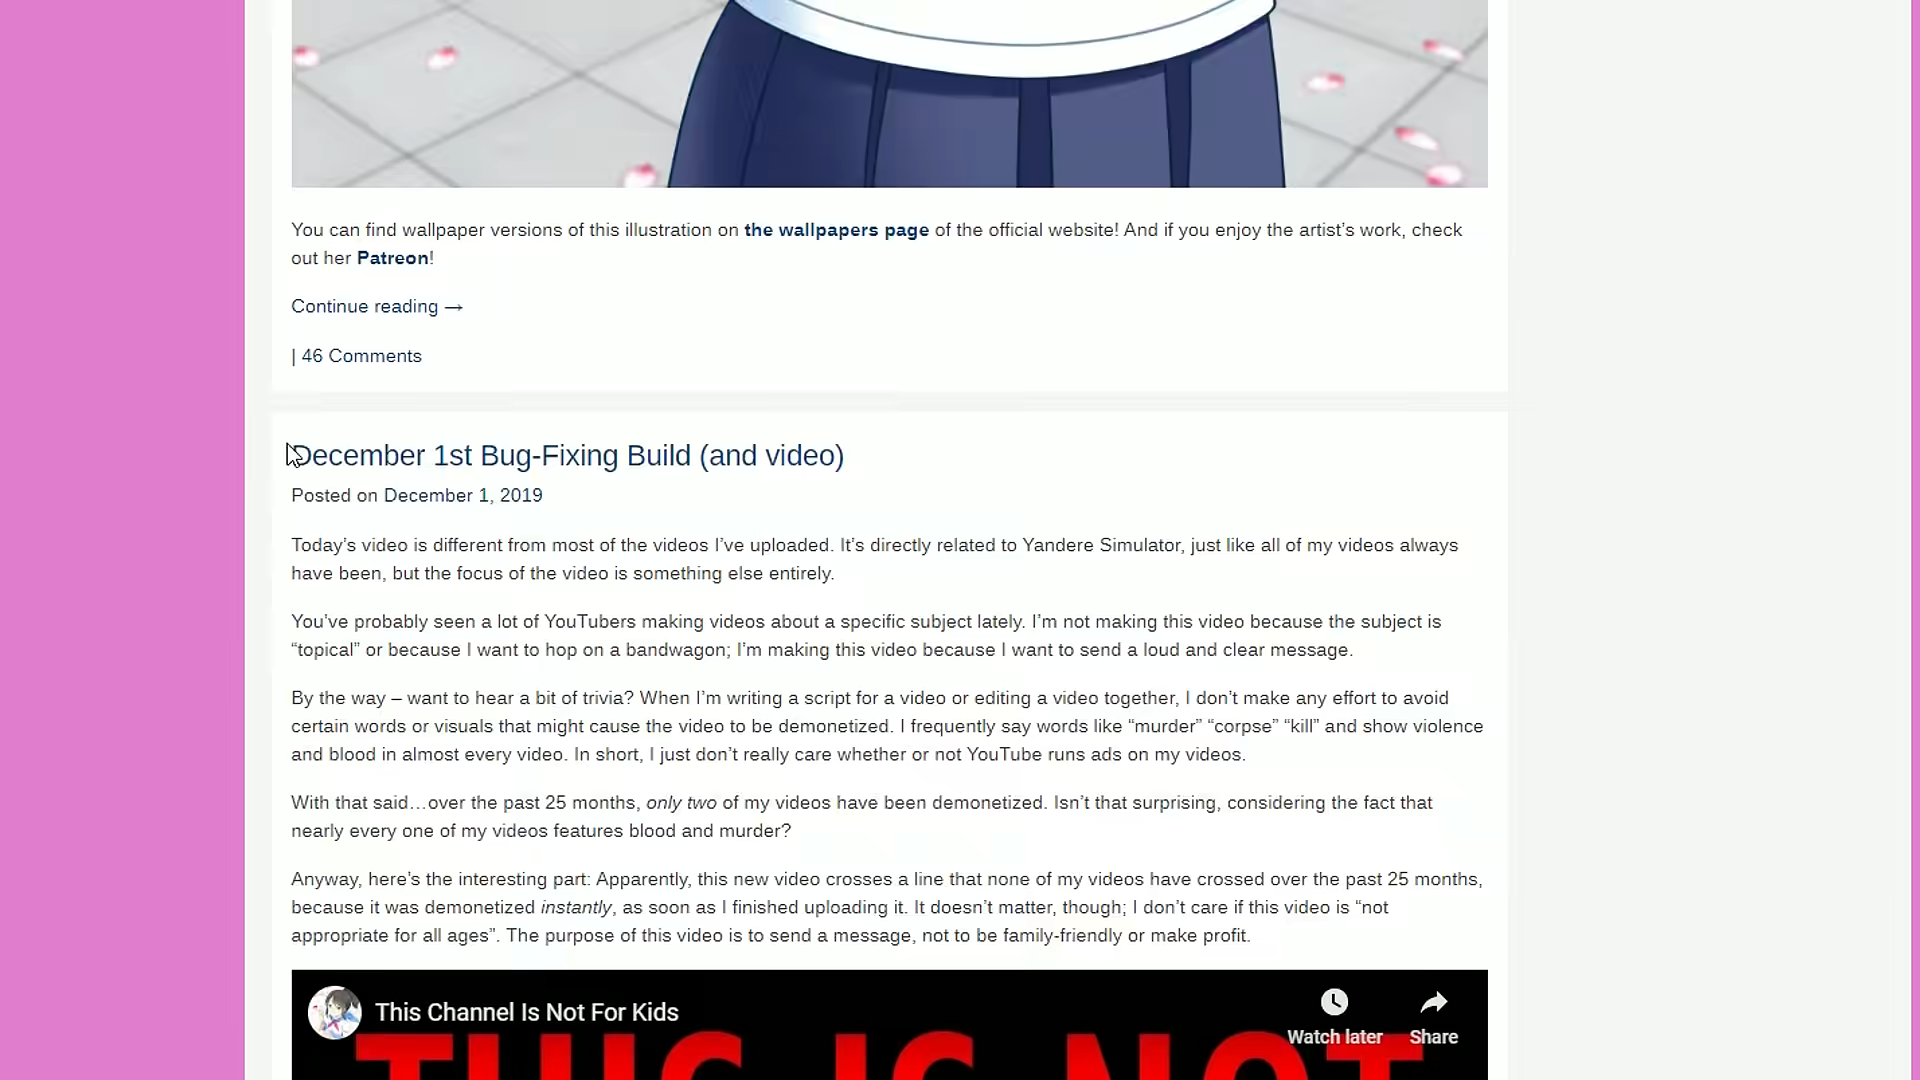 You can find wallpaper versions of this illustration on the wallpapers page of the official website! And if you enjoy the artist’s work, check
out her Patreon!
Continue reading →
| 46 Comments
December 1st Bug-Fixing Build (and video)
Posted on December 1, 2019
Today’s video is different from most of the videos I’ve uploaded. It’s directly related to Yandere Simulator, just like all of my videos always
have been, but the focus of the video is something else entirely.
You’ve probably seen a lot of YouTubers making videos about a specific subject lately. I’m not making this video because the subject is
“topical” or because I want to hop on a bandwagon; I’m making this video because I want to send a loud and clear message.
By the way – want to hear a bit of trivia? When I’m writing a script for a video or editing a video together, I don’t make any effort to avoid
certain words or visuals that might cause the video to be demonetized. I frequently say words like “murder” “corpse” “kill” and show violence
and blood in almost every video. In short, I just don’t really care whether or not YouTube runs ads on my videos.
With that said…over the past 25 months, only two of my videos have been demonetized. Isn’t that surprising, considering the fact that
nearly every one of my videos features blood and murder?
Anyway, here’s the interesting part: Apparently, this new video crosses a line that none of my videos have crossed over the past 25 months,
because it was demonetized instantly, as soon as I finished uploading it. It doesn’t matter, though; I don’t care if this video is “not
appropriate for all ages”. The purpose of this video is to send a message, not to be family-friendly or make profit.
This Channel Is Not For Kids
Watch later Share
THIS IS NOT